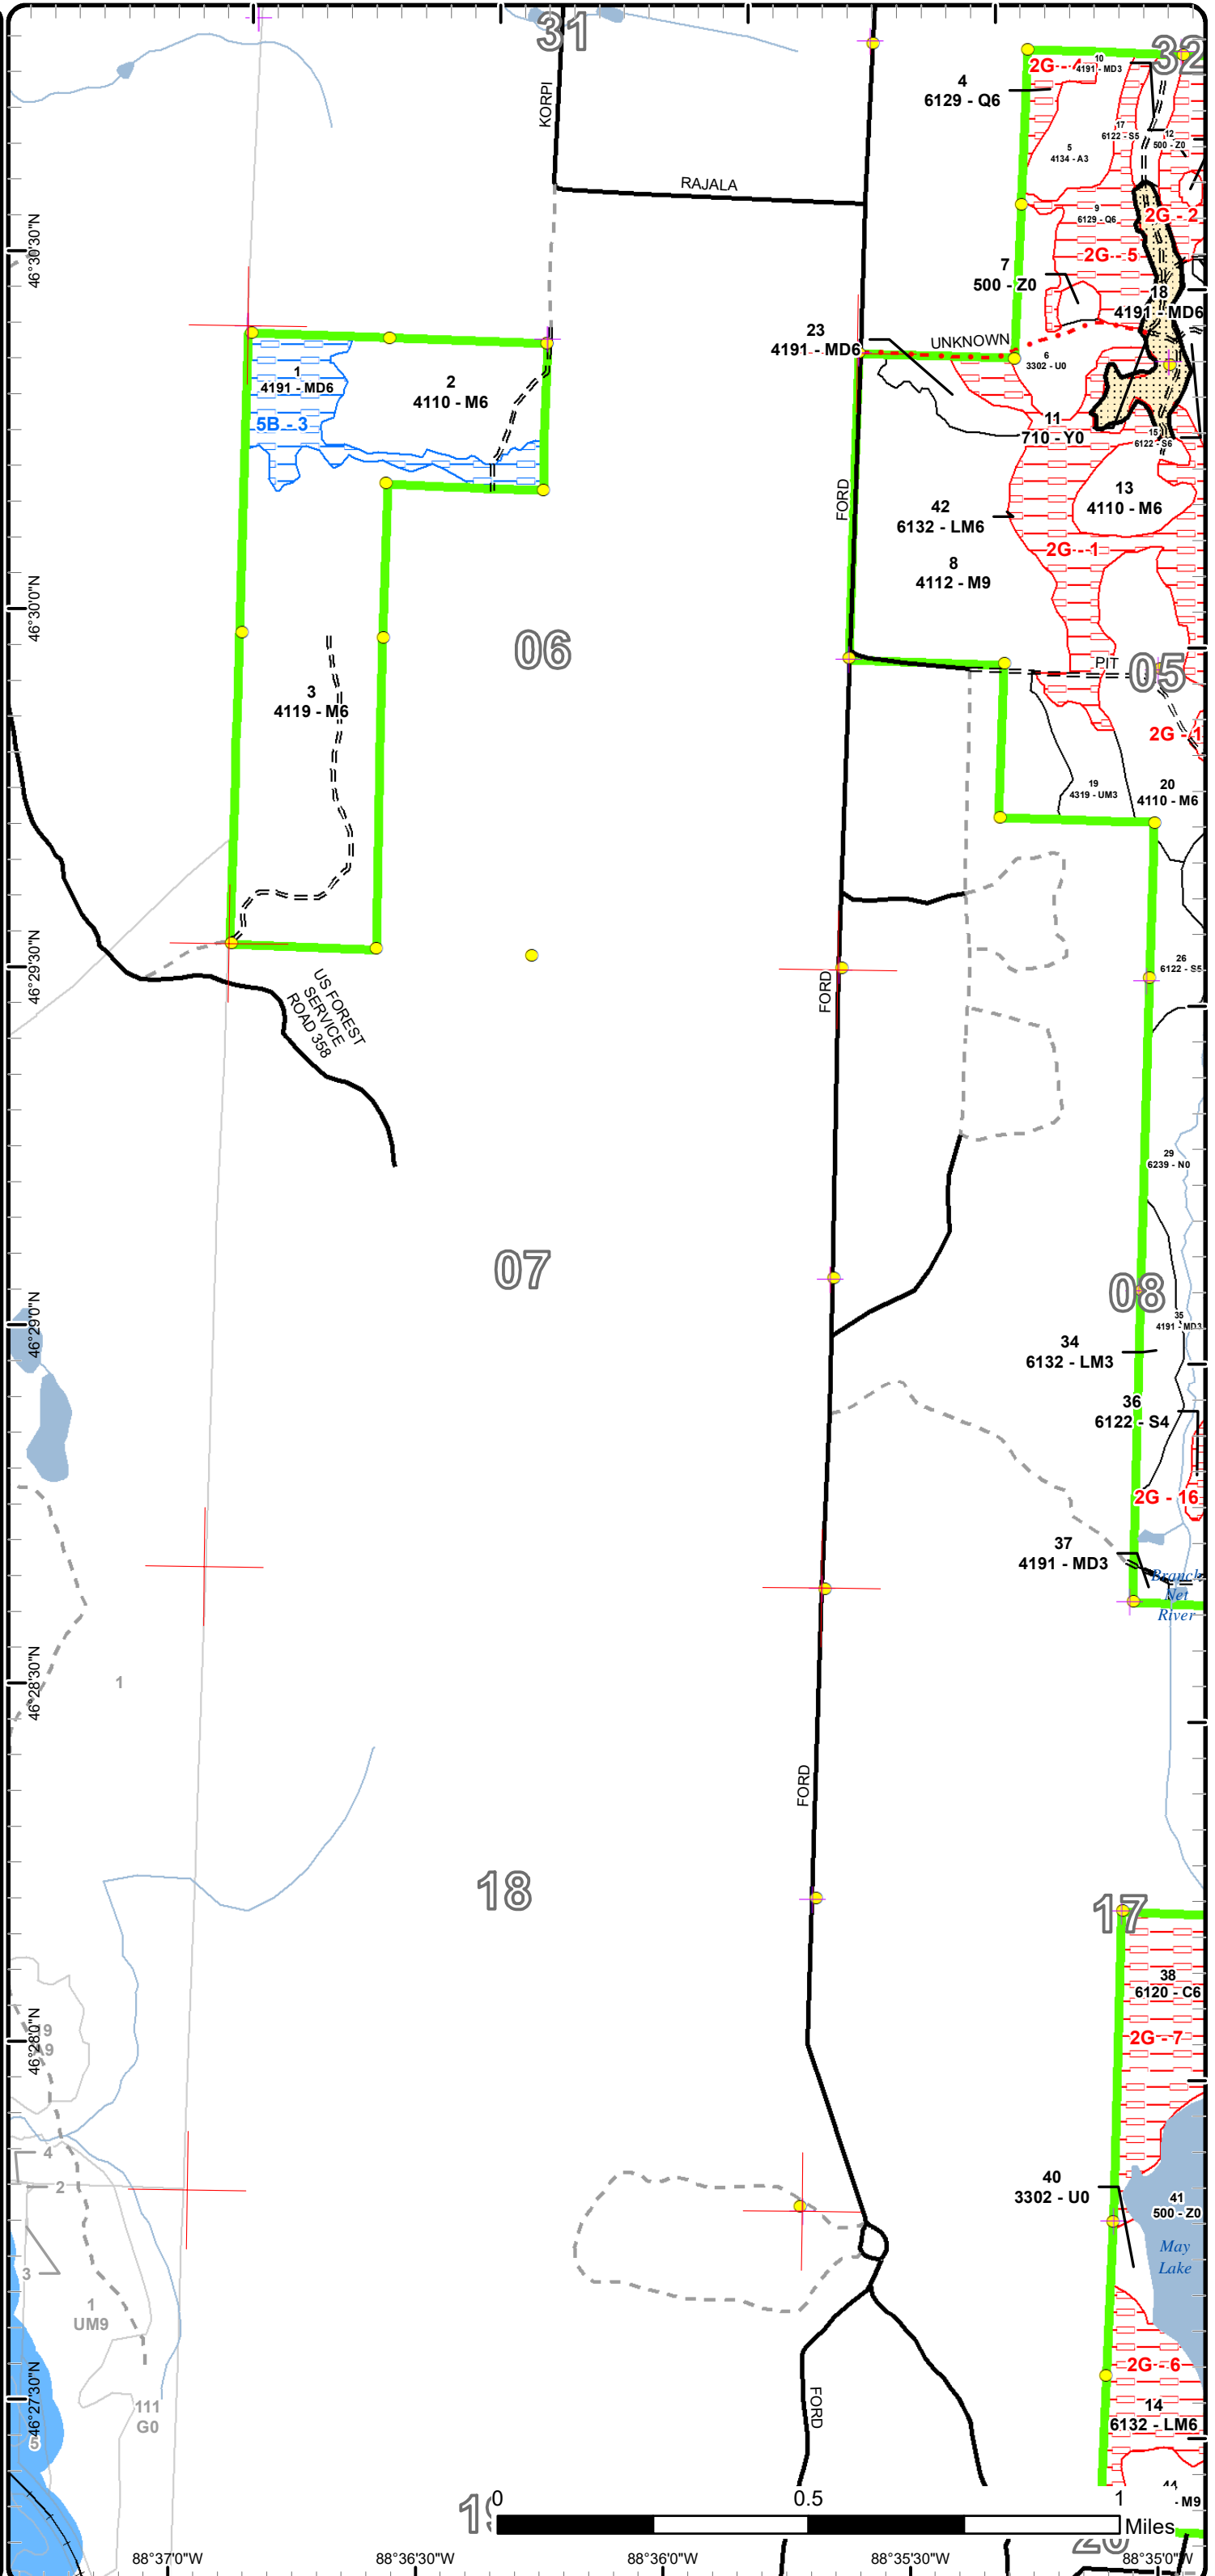 31
32
KORPI
RAJALA
4
6129 - Q6
2G - 4
10
4191 - MD3
17
6122 - S5
12
500 - Z0
5
4134 - A3
9
6129 - Q6
2G - 2
2G - 5
7
500 - Z0
18
4191 - MD6
23
4191 - MD6
UNKNOWN
6
3302 - U0
11
710 - Y0
15
6122 - S6
46°30'30"N
1
4191 - MD6
2
4110 - M6
5B - 3
13
4110 - M6
FORD
42
6132 - LM6
2G - 1
8
4112 - M9
46°30'0"N
06
05
PIT
3
4119 - M6
2G - 1
19
4319 - UM3
20
4110 - M6
46°29'30"N
US FOREST
SERVICE
ROAD 358
FORD
26
6122 - S5
29
6239 - N0
07
08
46°29'0"N
35
4191 - MD3
34
6132 - LM3
36
6122 - S4
2G - 16
37
4191 - MD3
Branch
Net
River
46°28'30"N
1
FORD
18
17
38
6120 - C6
2G - 7
46°28'0"N
4
2
40
3302 - U0
41
500 - Z0
May
Lake
3
1
UM9
2G - 6
111
G0
14
6132 - LM6
FORD
46°27'30"N
5
44
- M9
0
0.5
1
Miles
20
88°37'0"W
88°36'30"W
88°36'0"W
88°35'30"W
88°35'0"W